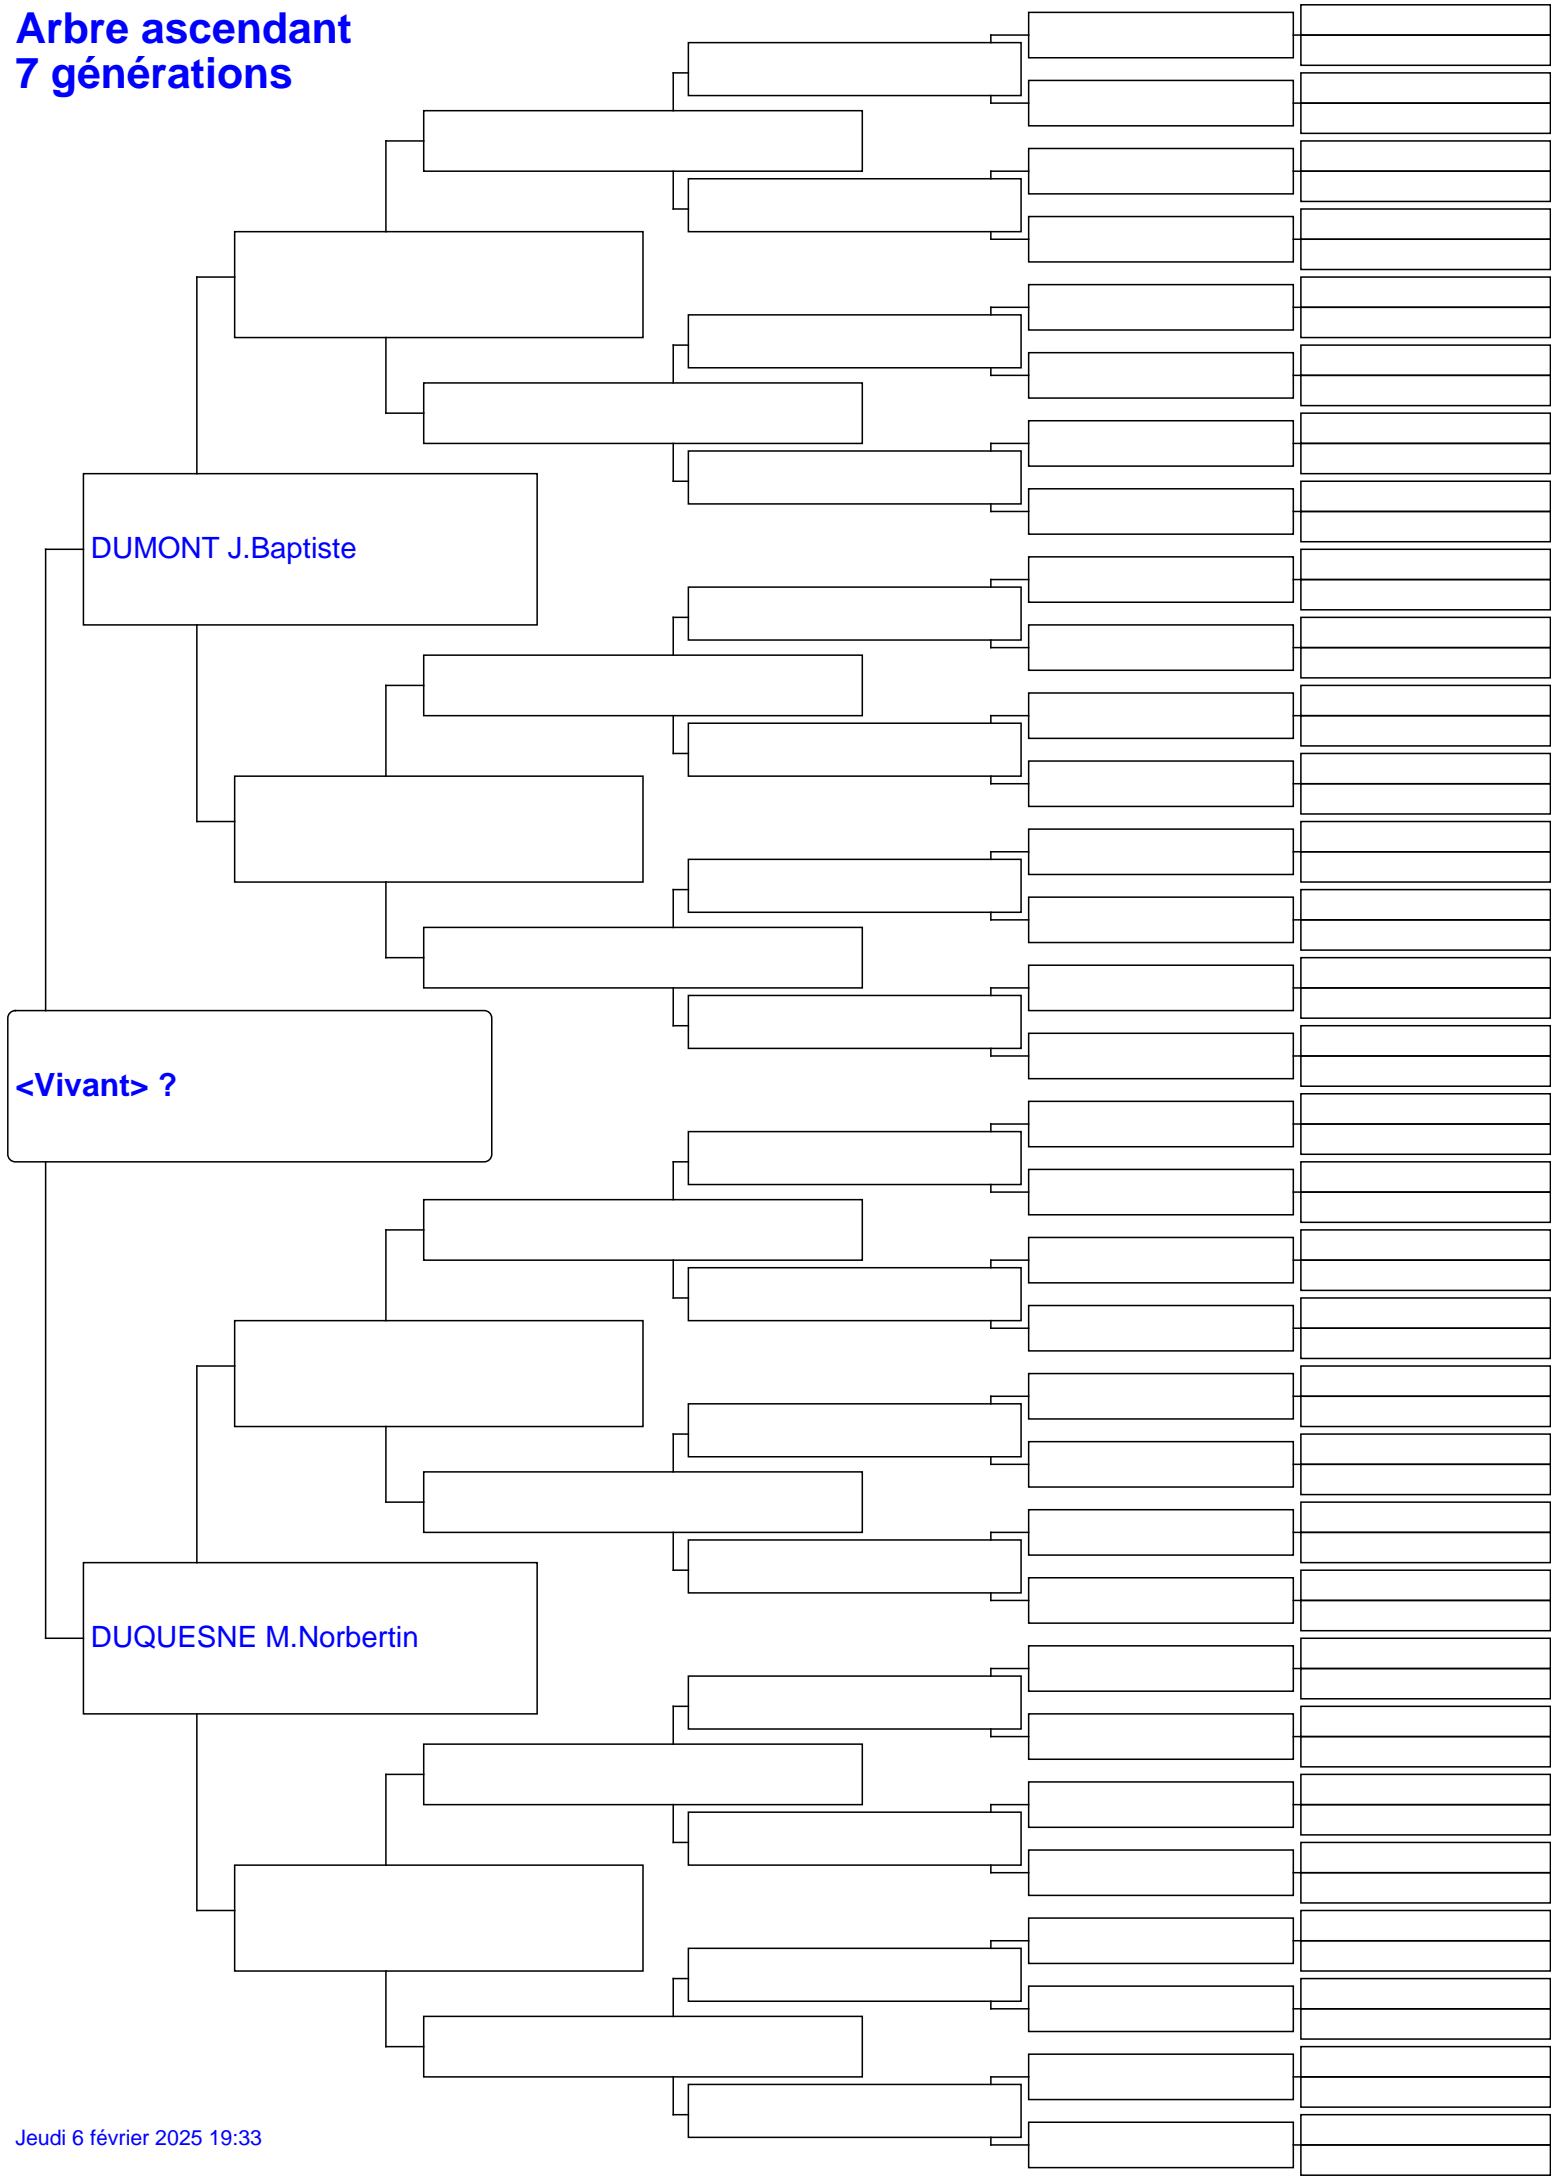 Arbre ascendant
7 générations
DUMONT J.Baptiste
<Vivant> ?
DUQUESNE M.Norbertin
Jeudi 6 février 2025 19:33